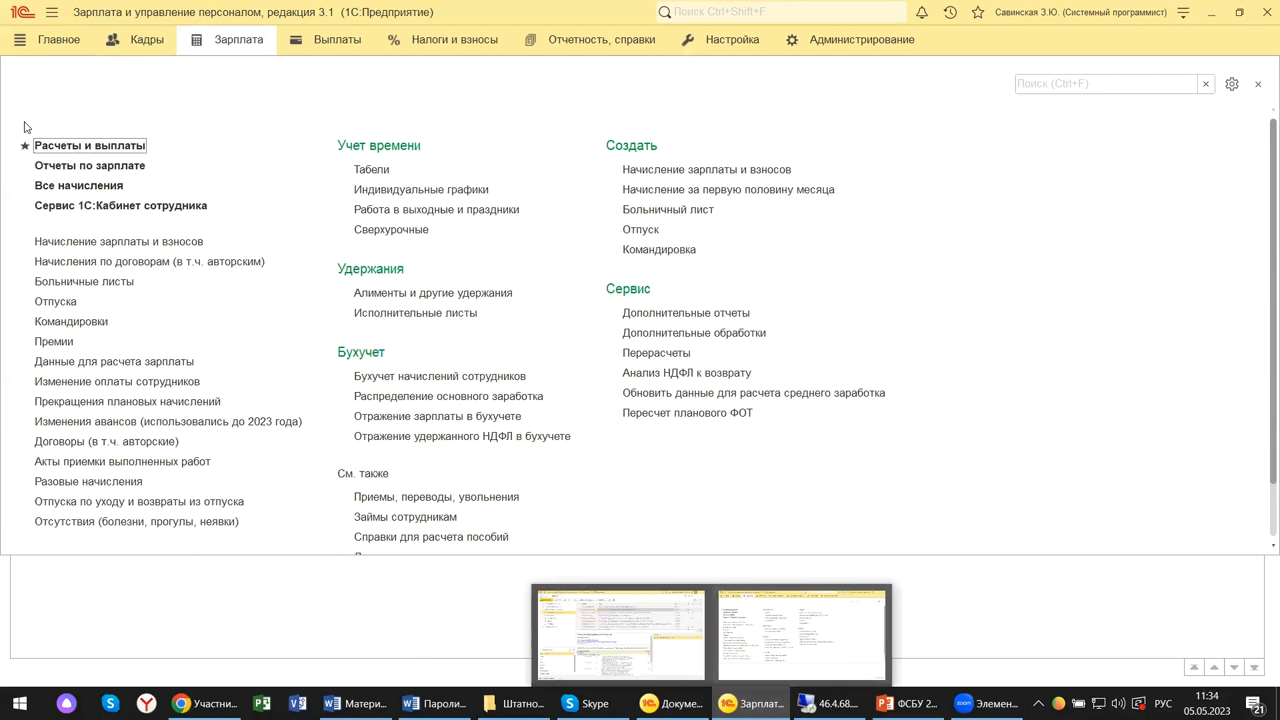 Зарплата и управление персоналом, редакция 3.1 (1С:Предприятие)
Поиск Ctrl+Shift+F
Савинская З.Ю. (Системный программист)
Главное
Кадры
Зарплата
Выплаты
Налоги и взносы
Отчетность, справки
Настройка
Администрирование
Поиск (Ctrl+F)
Расчеты и выплаты
Отчеты по зарплате
Все начисления
Сервис 1С:Кабинет сотрудника
Начисление зарплаты и взносов
Начисления по договорам (в т.ч. авторским)
Больничные листы
Отпуска
Командировки
Премии
Данные для расчета зарплаты
Изменение оплаты сотрудников
Прекращения плановых начислений
Изменения авансов (использовались до 2023 года)
Договоры (в т.ч. авторские)
Акты приемки выполненных работ
Разовые начисления
Отпуска по уходу и возвраты из отпуска
Отсутствия (болезни, прогулы, неявки)
Учет времени
Табели
Индивидуальные графики
Работа в выходные и праздники
Сверхурочные
Удержания
Алименты и другие удержания
Исполнительные листы
Бухучет
Бухучет начислений сотрудников
Распределение основного заработка
Отражение зарплаты в бухучете
Отражение удержанного НДФЛ в бухучете
См. также
Приемы, переводы, увольнения
Займы сотрудникам
Справки для расчета пособий
Создать
Начисление зарплаты и взносов
Начисление за первую половину месяца
Больничный лист
Отпуск
Командировка
Сервис
Дополнительные отчеты
Дополнительные обработки
Перерасчеты
Анализ НДФЛ к возврату
Обновить данные для расчета среднего заработка
Пересчет планового ФОТ
Участни...
Матери...
Пароли...
Штатно...
Skype
Докуме...
Зарплат...
46.4.68...
ФСБУ 2...
Элемен...
РУС
11:34
05.05.2023
21